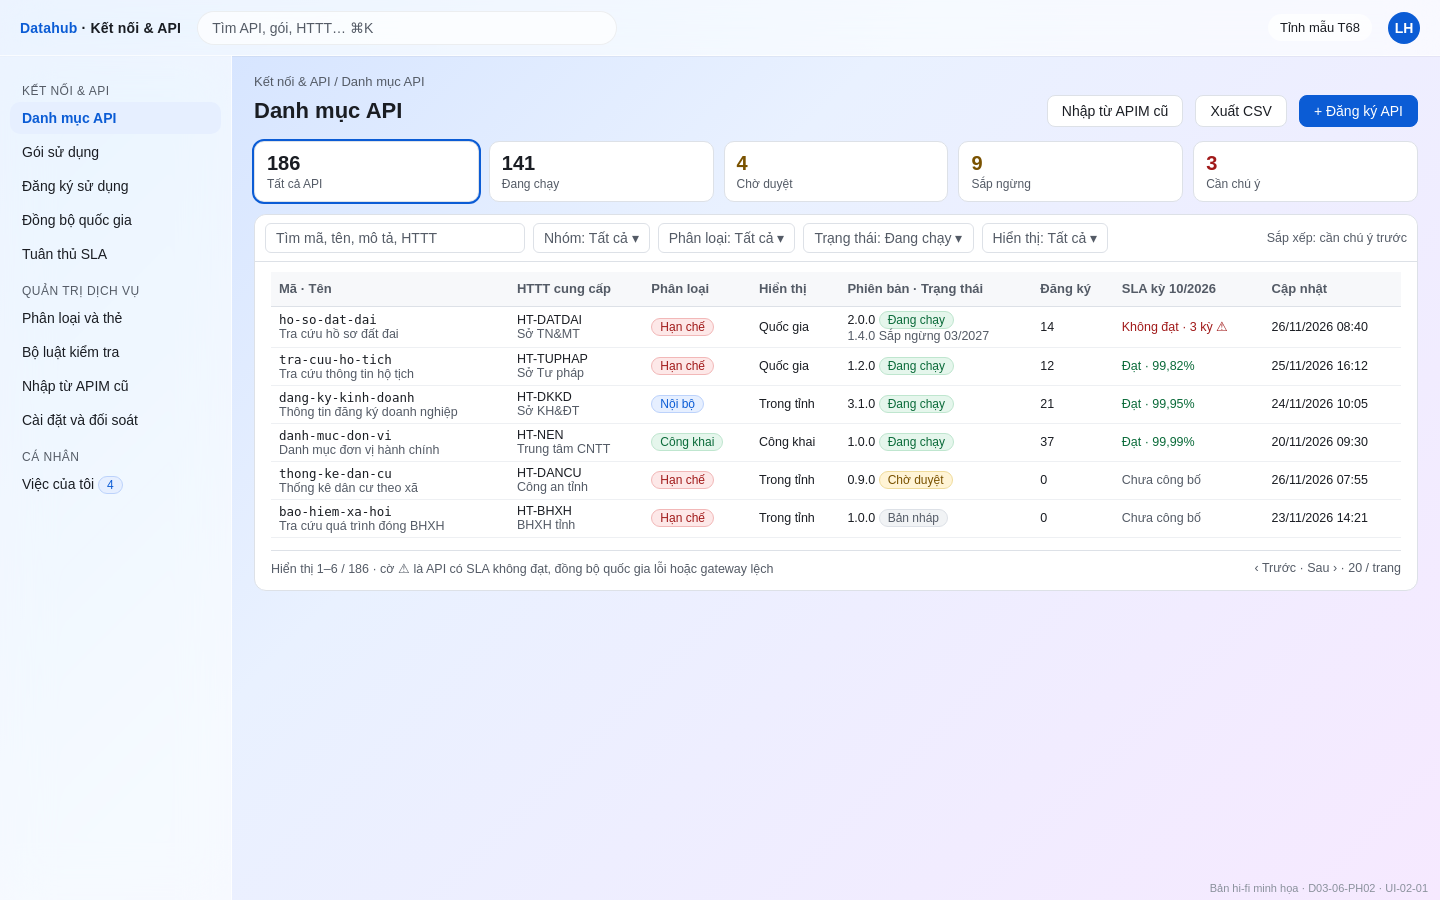 Datahub · Kết nối & API
Tìm API, gói, HTTT… ⌘K
Tỉnh mẫu T68
LH
KẾT NỐI & API
Danh mục API
Gói sử dụng
Đăng ký sử dụng
Đồng bộ quốc gia
Tuân thủ SLA
QUẢN TRỊ DỊCH VỤ
Phân loại và thẻ
Bộ luật kiểm tra
Nhập từ APIM cũ
Cài đặt và đối soát
CÁ NHÂN
Việc của tôi 4
Kết nối & API / Danh mục API
Danh mục API
Nhập từ APIM cũ
Xuất CSV
+ Đăng ký API
186
Tất cả API
141
Đang chạy
4
Chờ duyệt
9
Sắp ngừng
3
Cần chú ý
Tìm mã, tên, mô tả, HTTT
Nhóm: Tất cả ▾
Phân loại: Tất cả ▾
Trạng thái: Đang chạy ▾
Hiển thị: Tất cả ▾
Sắp xếp: cần chú ý trước
Mã · Tên HTTT cung cấp Phân loại Hiển thị Phiên bản · Trạng thái Đăng ký SLA kỳ 10/2026 Cập nhật
ho-so-dat-dai HT-DATDAI Hạn chế Quốc gia 2.0.0 Đang chạy 14 Không đạt · 3 kỳ ⚠ 26/11/2026 08:40
Tra cứu hồ sơ đất đai Sở TN&MT 1.4.0 Sắp ngừng 03/2027
tra-cuu-ho-tich HT-TUPHAP Hạn chế Quốc gia 1.2.0 Đang chạy 12 Đạt · 99,82% 25/11/2026 16:12
Tra cứu thông tin hộ tịch Sở Tư pháp
dang-ky-kinh-doanh HT-DKKD Nội bộ Trong tỉnh 3.1.0 Đang chạy 21 Đạt · 99,95% 24/11/2026 10:05
Thông tin đăng ký doanh nghiệp Sở KH&ĐT
danh-muc-don-vi HT-NEN Công khai Công khai 1.0.0 Đang chạy 37 Đạt · 99,99% 20/11/2026 09:30
Danh mục đơn vị hành chính Trung tâm CNTT
thong-ke-dan-cu HT-DANCU Hạn chế Trong tỉnh 0.9.0 Chờ duyệt 0 Chưa công bố 26/11/2026 07:55
Thống kê dân cư theo xã Công an tỉnh
bao-hiem-xa-hoi HT-BHXH Hạn chế Trong tỉnh 1.0.0 Bản nháp 0 Chưa công bố 23/11/2026 14:21
Tra cứu quá trình đóng BHXH BHXH tỉnh
Hiển thị 1–6 / 186 · cờ ⚠ là API có SLA không đạt, đồng bộ quốc gia lỗi hoặc gateway lệch
‹ Trước · Sau › · 20 / trang
Bản hi-fi minh họa · D03-06-PH02 · UI-02-01